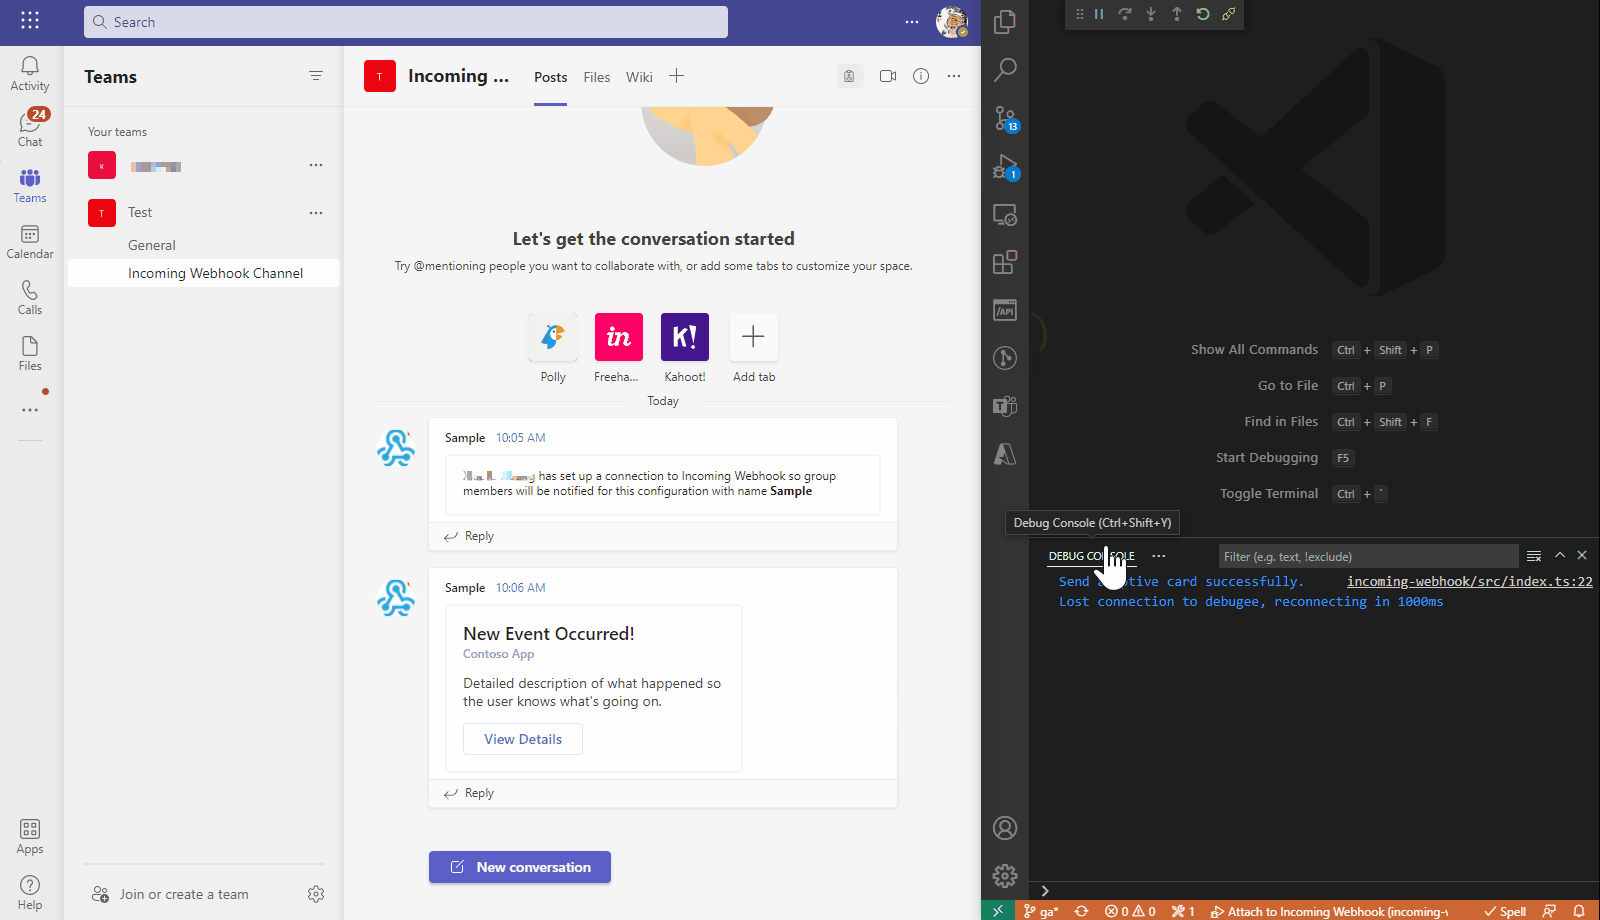 Search
Activity
24
Chat
Teams
Calendar
Calls
Files
Apps
Help
Teams
Your teams
x
T
Test
General
Incoming Webhook Channel
Join or create a team
T
Incoming ...
Posts
Files
Wiki
Let's get the conversation started
Try @mentioning people you want to collaborate with, or add some tabs to customize your space.
in
K!
Polly
Freeha...
Kahoot!
Add tab
Today
Sample 10:05 AM
has set up a connection to Incoming Webhook so group
members will be notified for this configuration with name Sample
Reply
Sample 10:06 AM
New Event Occurred!
Contoso App
Detailed description of what happened so
the user knows what's going on.
View Details
Reply
New conversation
13
1
/API
T
Show All Commands Ctrl + Shift + P
Go to File Ctrl + P
Find in Files Ctrl + Shift + F
Start Debugging F5
Toggle Terminal Ctrl + `
Debug Console (Ctrl+Shift+Y)
DEBUG CONSOLE
Filter (e.g. text, !exclude)
Send adaptive card successfully. incoming-webhook/src/index.ts:22
Lost connection to debugee, reconnecting in 1000ms
ga*
0 0
1
Attach to Incoming Webhook (incoming-
Spell